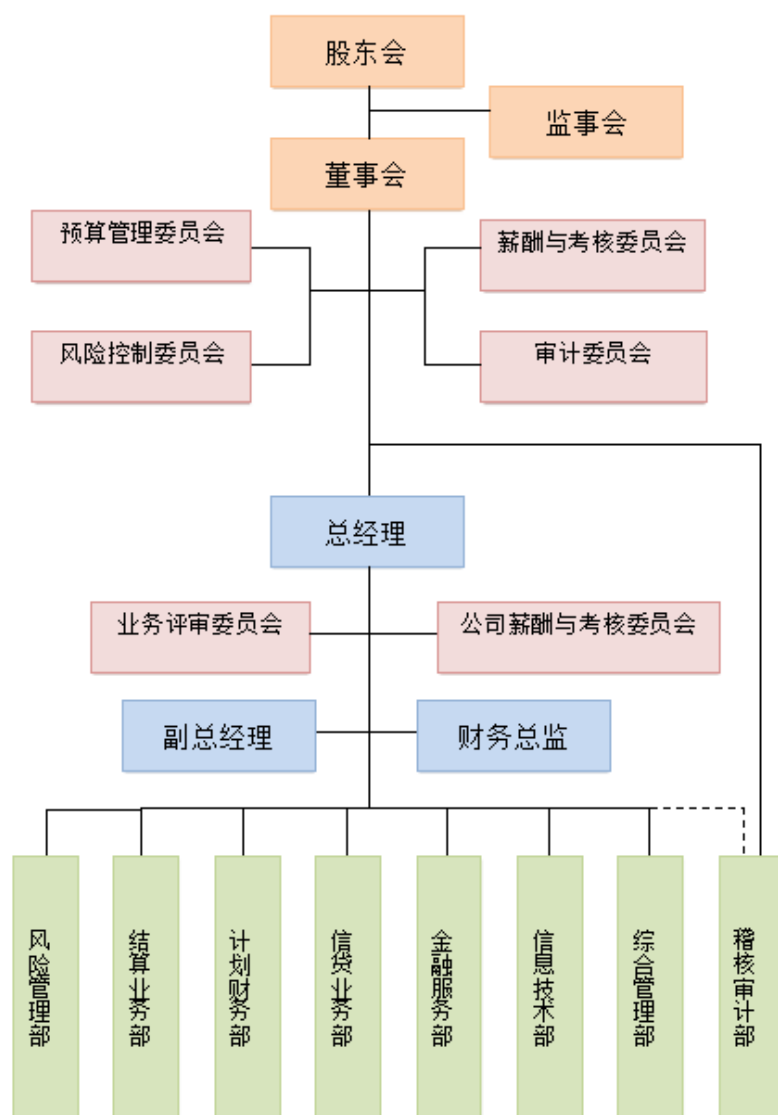 股东会
监事会
董事会
预算管理委员会
薪酬与考核委员会
风险控制委员会
审计委员会
总经理
业务评审委员会
公司薪酬与考核委员会
副总经理
财务总监
风险管理部
结算业务部
计划财务部
信贷业务部
金融服务部
信息技术部
综合管理部
稽核审计部